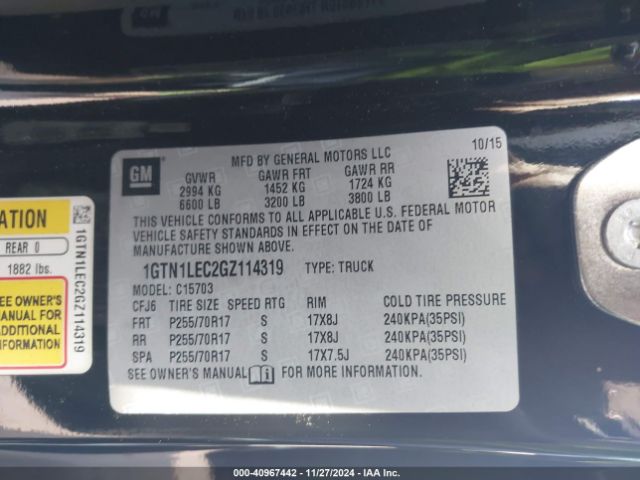 GM
MFD BY GENERAL MOTORS LLC
10/15
GVWR GAWR FRT GAWR RR
2994 KG 1452 KG 1724 KG
6600 LB 3200 LB 3800 LB
THIS VEHICLE CONFORMS TO ALL APPLICABLE U.S. FEDERAL MOTOR
VEHICLE SAFETY STANDARDS IN EFFECT ON THE DATE OF
MANUFACTURE SHOWN ABOVE.
1GTN1LEC2GZ114319 TYPE: TRUCK
MODEL: C15703
CFJ6 TIRE SIZE SPEED RTG RIM COLD TIRE PRESSURE
FRT P255/70R17 S 17X8J 240KPA(35PSI)
RR P255/70R17 S 17X8J 240KPA(35PSI)
SPA P255/70R17 S 17X7.5J 240KPA(35PSI)
SEE OWNER'S MANUAL FOR MORE INFORMATION.
REAR 0
1882 lbs.
SEE OWNER'S
MANUAL FOR
ADDITIONAL
INFORMATION
1GTN1LEC2GZ114319
000-40967442 - 11/27/2024 - IAA Inc.